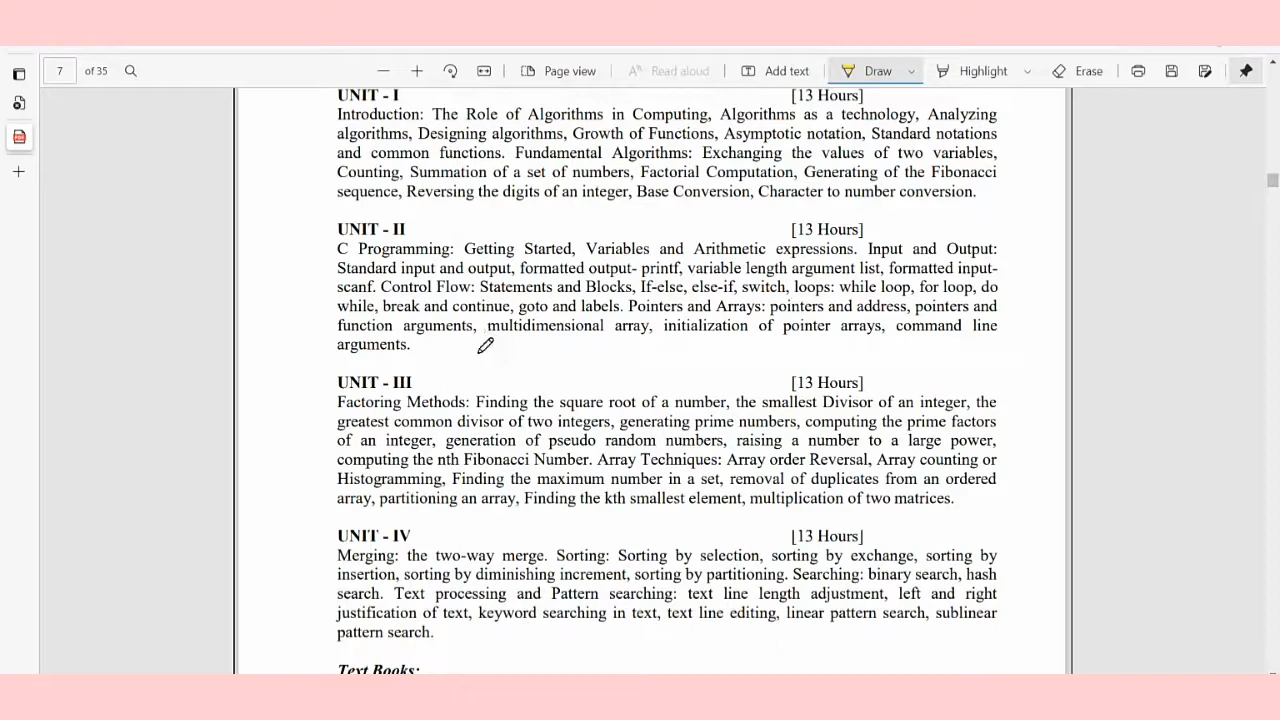 7 of 35 Page view Read aloud Add text Draw Highlight Erase
UNIT - I [13 Hours]
Introduction: The Role of Algorithms in Computing, Algorithms as a technology, Analyzing
algorithms, Designing algorithms, Growth of Functions, Asymptotic notation, Standard notations
and common functions. Fundamental Algorithms: Exchanging the values of two variables,
Counting, Summation of a set of numbers, Factorial Computation, Generating of the Fibonacci
sequence, Reversing the digits of an integer, Base Conversion, Character to number conversion.
UNIT - II [13 Hours]
C Programming: Getting Started, Variables and Arithmetic expressions. Input and Output:
Standard input and output, formatted output- printf, variable length argument list, formatted input-
scanf. Control Flow: Statements and Blocks, If-else, else-if, switch, loops: while loop, for loop, do
while, break and continue, goto and labels. Pointers and Arrays: pointers and address, pointers and
function arguments, multidimensional array, initialization of pointer arrays, command line
arguments.
UNIT - III [13 Hours]
Factoring Methods: Finding the square root of a number, the smallest Divisor of an integer, the
greatest common divisor of two integers, generating prime numbers, computing the prime factors
of an integer, generation of pseudo random numbers, raising a number to a large power,
computing the nth Fibonacci Number. Array Techniques: Array order Reversal, Array counting or
Histogramming, Finding the maximum number in a set, removal of duplicates from an ordered
array, partitioning an array, Finding the kth smallest element, multiplication of two matrices.
UNIT - IV [13 Hours]
Merging: the two-way merge. Sorting: Sorting by selection, sorting by exchange, sorting by
insertion, sorting by diminishing increment, sorting by partitioning. Searching: binary search, hash
search. Text processing and Pattern searching: text line length adjustment, left and right
justification of text, keyword searching in text, text line editing, linear pattern search, sublinear
pattern search.
Text Books: